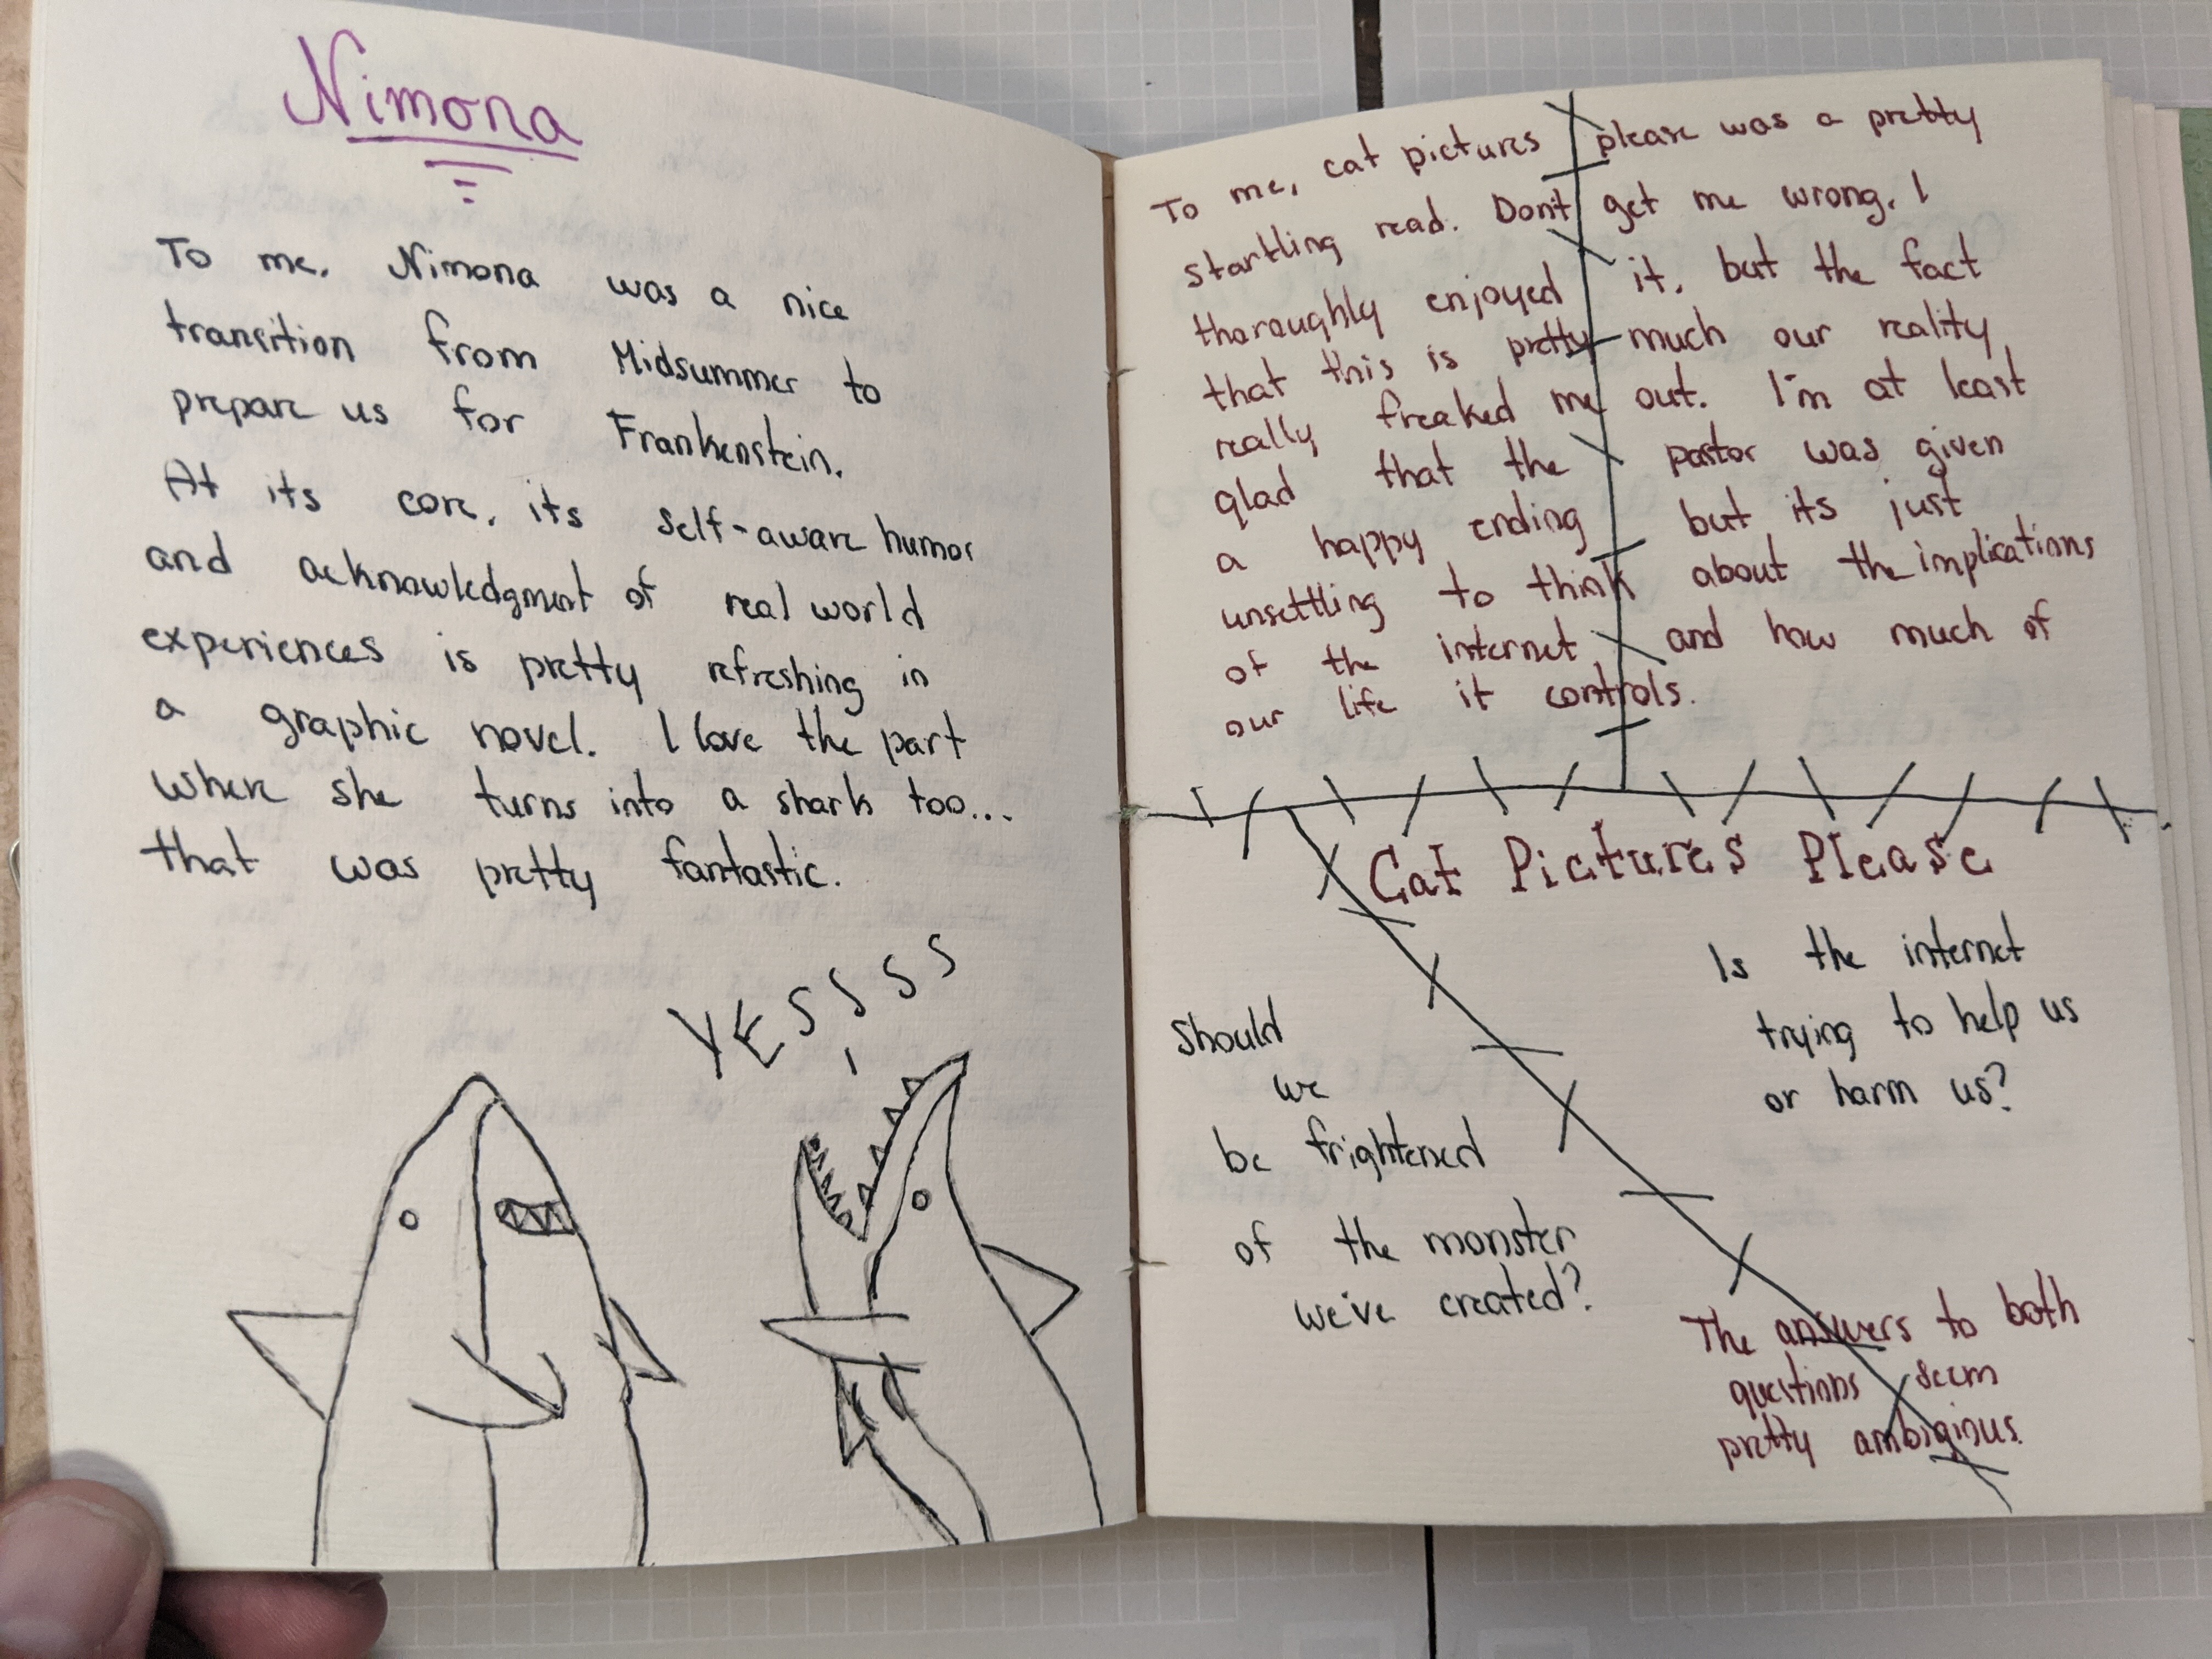 Nimona
To me, Nimona was a nice
transition from Midsummer to
prepare us for Frankenstein.
At its core, its self-aware humor
and acknowledgment of real world
experiences is pretty refreshing in
a graphic novel. I love the part
where she turns into a shark too...
that was pretty fantastic.
YESSSS
To me, cat pictures please was a pretty
startling read. Don't get me wrong, I
thoroughly enjoyed it, but the fact
that this is pretty much our reality
really freaked me out. I'm at least
glad that the pastor was given
a happy ending but its just
unsettling to think about the implications
of the internet and how much of
our life it controls.
Cat Pictures Please
Should
we
be frightened
of the monster
we've created?
Is the internet
trying to help us
or harm us?
The answers to both
questions seem
pretty ambiginus.